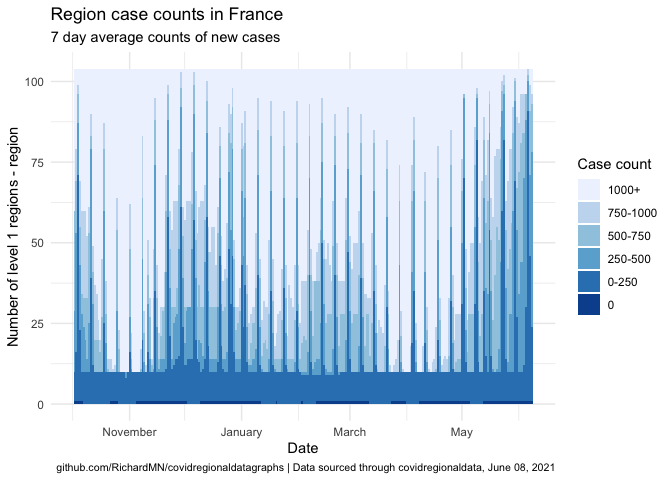 Region case counts in France
7 day average counts of new cases
Number of level 1 regions - region
100
75
50
25
0
November
January
March
May
Date
Case count
1000+
750-1000
500-750
250-500
0-250
0
github.com/RichardMN/covidregionaldatagraphs | Data sourced through covidregionaldata, June 08, 2021